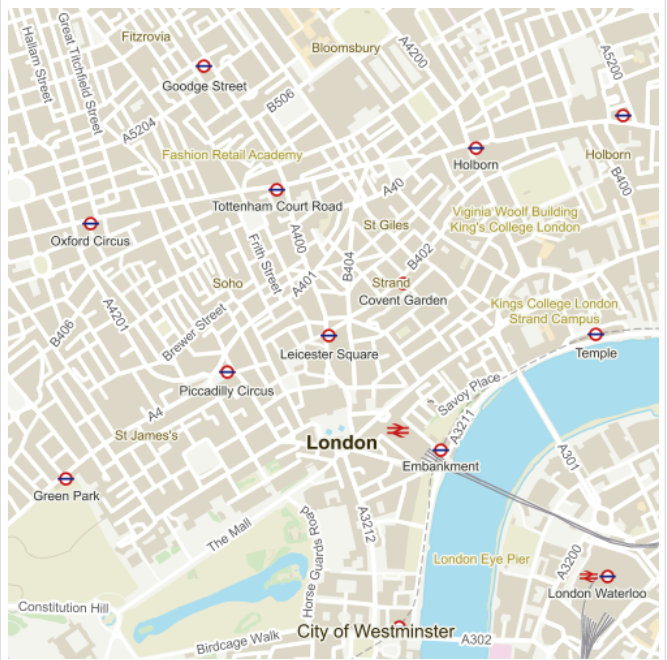 Fitzrovia
Bloomsbury
A4200
A5200
Hallam Street
Great Titchfield Street
Goodge Street
B506
A5204
Fashion Retail Academy
Holborn
Holborn
A40
B400
Tottenham Court Road
Viginia Woolf Building
King's College London
St Giles
Oxford Circus
A400
Frith Street
B404
B402
A401
Soho
Strand
Covent Garden
Kings College London
Strand Campus
A4201
B406
Brewer Street
Leicester Square
Temple
Piccadilly Circus
Savoy Place
A4
A3211
St James's
London
A301
Embankment
Green Park
The Mall
Horse Guards Road
A3212
London Eye Pier
A3200
London Waterloo
Constitution Hill
City of Westminster
Birdcage Walk
A302